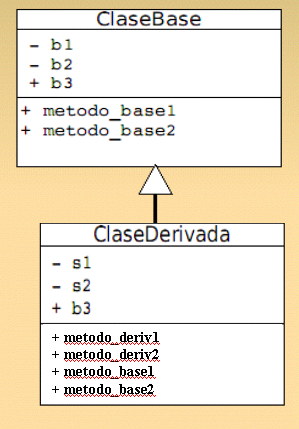 ClaseBase
- b1
- b2
+ b3
+ metodo_base1
+ metodo_base2
ClaseDerivada
- s1
- s2
+ b3
+ metodo_deriv1
+ metodo_deriv2
+ metodo_base1
+ metodo_base2